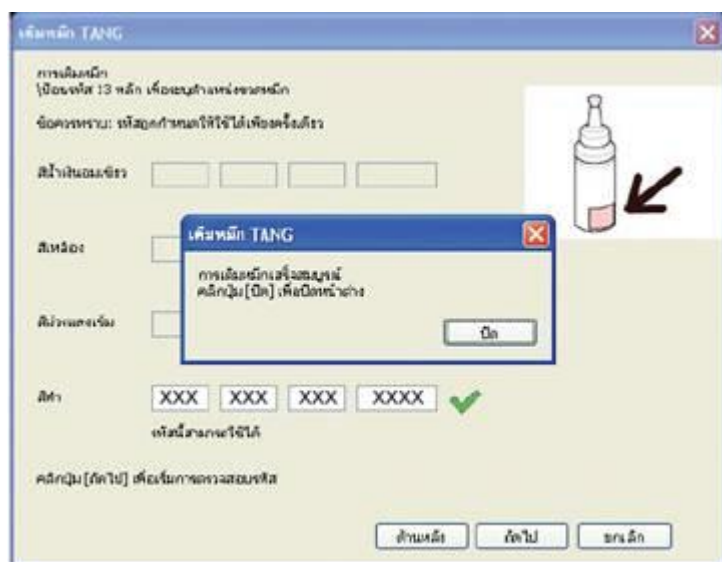 เติมหมึก TANG
การเติมหมึก
\ป้อนรหัส 13 หลัก เพื่อระบุตำแหน่งขวดหมึก
ข้อควรทราบ: รหัสถูกกำหนดให้ใช้ได้เพียงครั้งเดียว
สีน้ำเงินอมเขียว
สีเหลือง
เติมหมึก TANG
การเติมหมึกเสร็จสมบูรณ์
คลิกปุ่ม [ปิด] เพื่อปิดหน้าต่าง
ปิด
สีม่วงแดงเข้ม
สีดำ XXX XXX XXX XXXX
รหัสนี้สามารถใช้ได้
คลิกปุ่ม [ถัดไป] เพื่อเริ่มการตรวจสอบรหัส
ด้านหลัง ถัดไป ยกเลิก